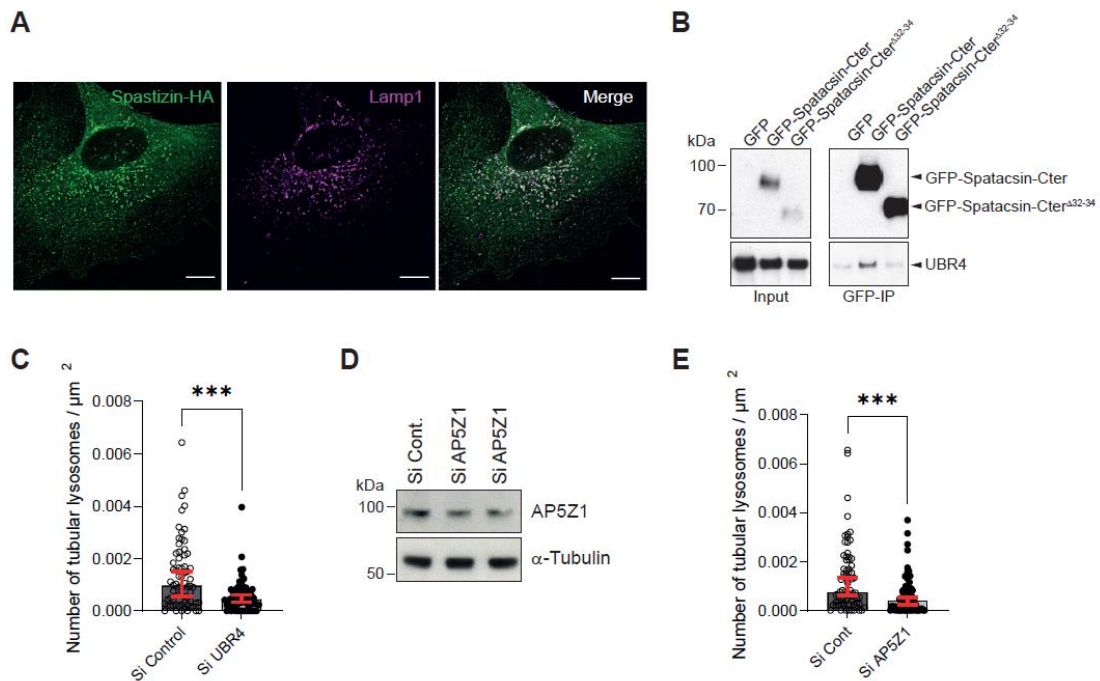 A
Spastizin-HA
Lamp1
Merge
B
GFP
GFP-Spatacsin-Cter
GFP-Spatacsin-Cter^Δ32-34
GFP
GFP-Spatacsin-Cter
GFP-Spatacsin-Cter^Δ32-34
kDa
100
70
GFP-Spatacsin-Cter
GFP-Spatacsin-Cter^Δ32-34
UBR4
Input
GFP-IP
C
Number of tubular lysosomes / µm²
0.008
0.006
0.004
0.002
0.000
***
Si Control
Si UBR4
D
Si Cont.
Si AP5Z1
Si AP5Z1
kDa
100
50
AP5Z1
α-Tubulin
E
Number of tubular lysosomes / µm²
0.008
0.006
0.004
0.002
0.000
***
Si Cont
Si AP5Z1